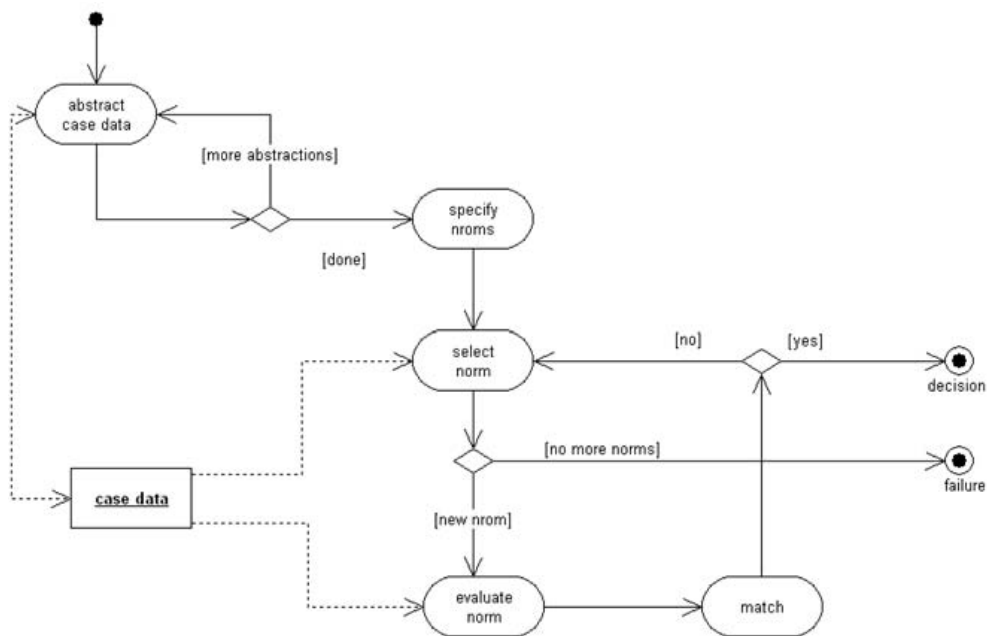 abstract
case data
[more abstractions]
specify
nroms
[done]
select
norm
[no]
[yes]
decision
[no more norms]
failure
case data
[new nrom]
evaluate
norm
match